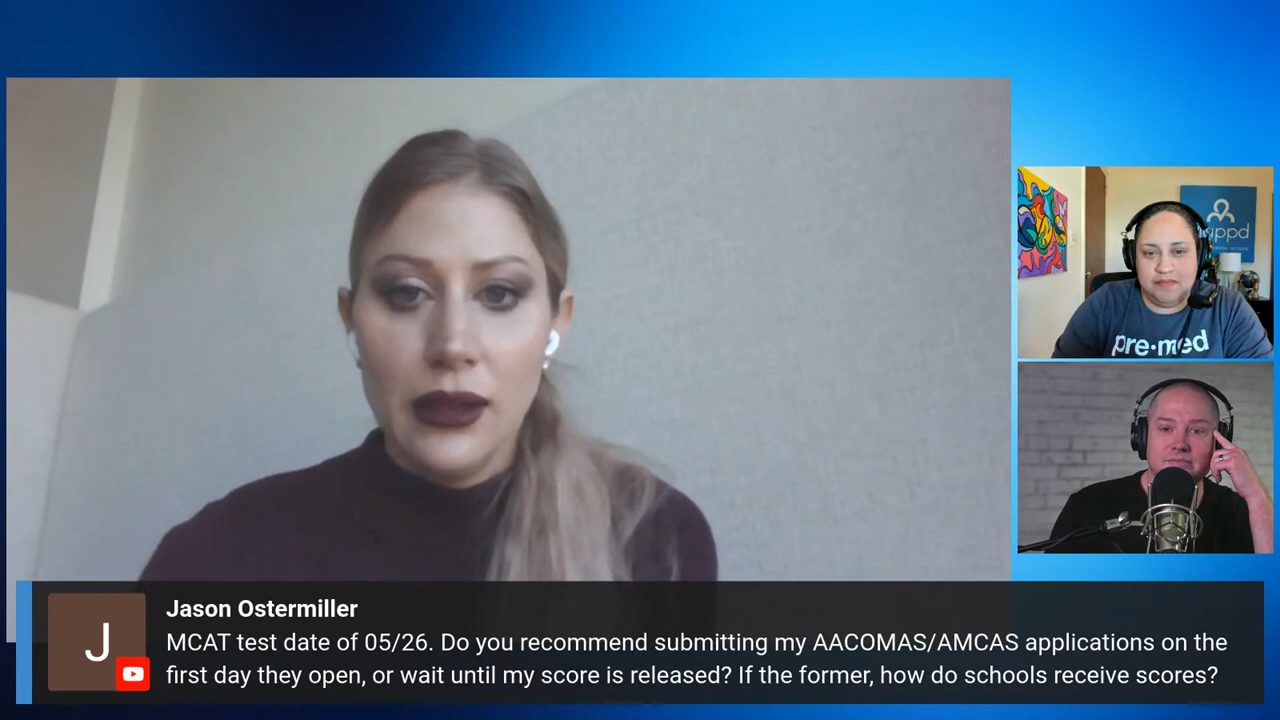 pre-med
J
Jason Ostermiller
MCAT test date of 05/26. Do you recommend submitting my AACOMAS/AMCAS applications on the
first day they open, or wait until my score is released? If the former, how do schools receive scores?